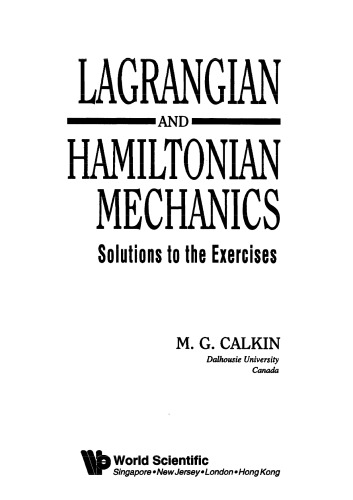 LAGRANGIAN
AND
HAMILTONIAN
MECHANICS
Solutions to the Exercises
M. G. CALKIN
Dalhousie University
Canada
World Scientific
Singapore • New Jersey • London • Hong Kong